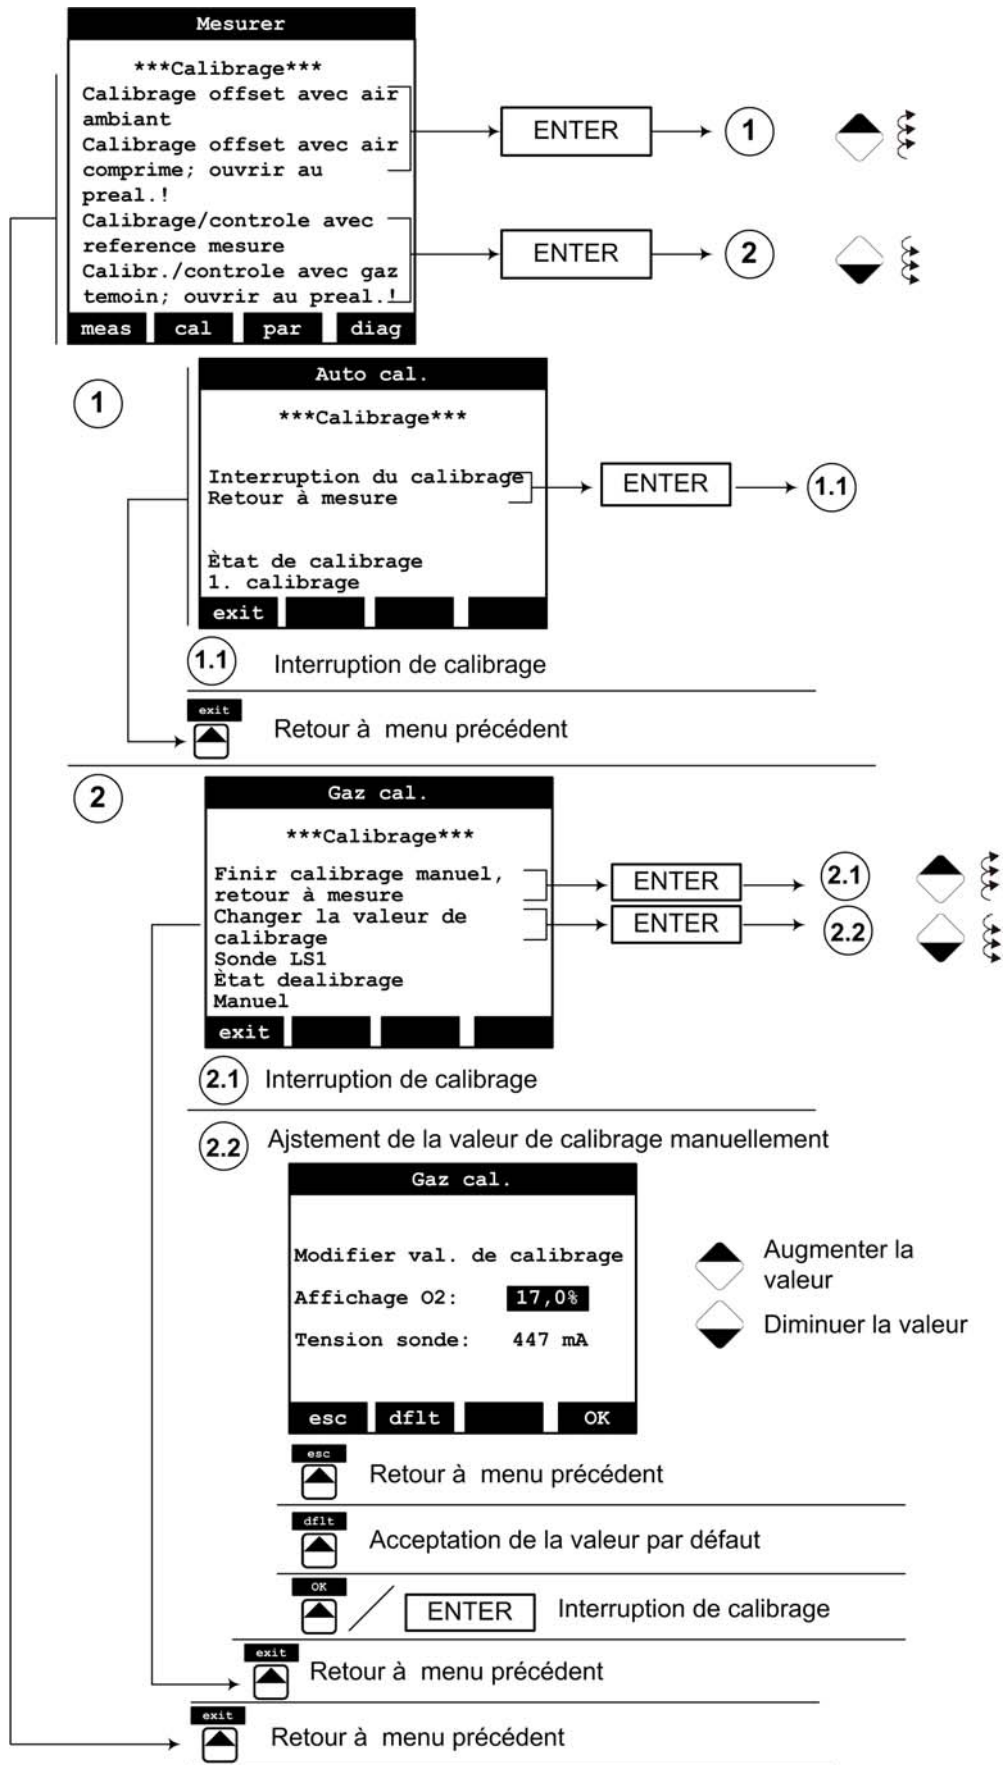 Mesurer
***Calibrage***
Calibrage offset avec air
ambiant
Calibrage offset avec air
comprime; ouvrir au
preal.!
Calibrage/controle avec
reference mesure
Calibr./controle avec gaz
temoin; ouvrir au preal.!
meas cal par diag
ENTER 1
ENTER 2
1
Auto cal.
***Calibrage***
Interruption du calibrage
Retour à mesure
Ètat de calibrage
1. calibrage
exit
ENTER 1.1
1.1 Interruption de calibrage
exit
Retour à menu précédent
2
Gaz cal.
***Calibrage***
Finir calibrage manuel,
retour à mesure
Changer la valeur de
calibrage
Sonde LS1
Ètat dealibrage
Manuel
exit
ENTER 2.1
ENTER 2.2
2.1 Interruption de calibrage
2.2 Ajstement de la valeur de calibrage manuellement
Gaz cal.
Modifier val. de calibrage
Affichage O2: 17,0%
Tension sonde: 447 mA
esc dflt OK
Augmenter la
valeur
Diminuer la valeur
esc
Retour à menu précédent
dflt
Acceptation de la valeur par défaut
OK
/ ENTER Interruption de calibrage
exit
Retour à menu précédent
exit
Retour à menu précédent